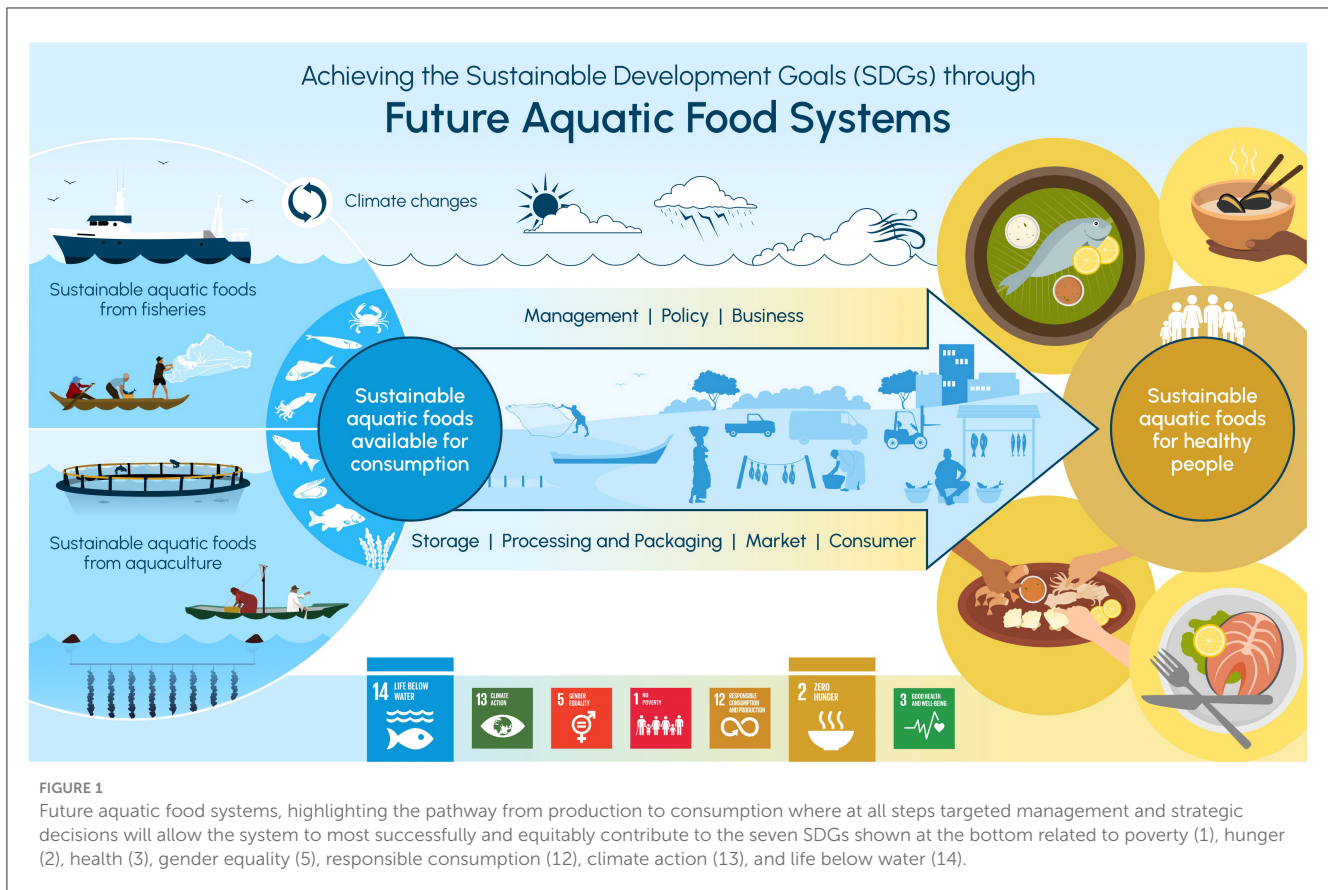 Achieving the Sustainable Development Goals (SDGs) through
Future Aquatic Food Systems
Climate changes
Sustainable aquatic foods
from fisheries
Management | Policy | Business
Sustainable
aquatic foods
available for
consumption
Sustainable
aquatic foods
for healthy
people
Sustainable aquatic foods
from aquaculture
Storage | Processing and Packaging | Market | Consumer
14 LIFE BELOW
WATER
13 CLIMATE
ACTION
5 GENDER
EQUALITY
1 NO
POVERTY
12 RESPONSIBLE
CONSUMPTION
AND PRODUCTION
2 ZERO
HUNGER
3 GOOD HEALTH
AND WELL-BEING
FIGURE 1
Future aquatic food systems, highlighting the pathway from production to consumption where at all steps targeted management and strategic
decisions will allow the system to most successfully and equitably contribute to the seven SDGs shown at the bottom related to poverty (1), hunger
(2), health (3), gender equality (5), responsible consumption (12), climate action (13), and life below water (14).